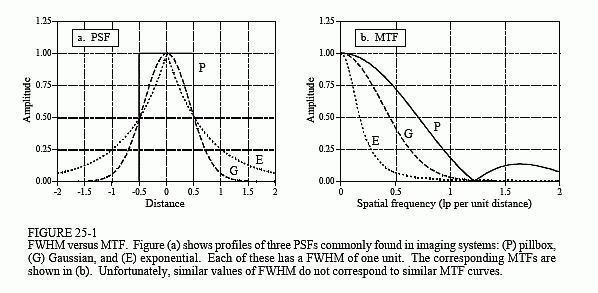 a. PSF
1.25
1.00
0.75
0.50
0.25
0.00
Amplitude
P
G
E
-2 -1.5 -1 -0.5 0 0.5 1 1.5 2
Distance
b. MTF
1.25
1.00
0.75
0.50
0.25
0.00
Amplitude
P
G
E
0 0.5 1 1.5 2
Spatial frequency (lp per unit distance)
FIGURE 25-1
FWHM versus MTF. Figure (a) shows profiles of three PSFs commonly found in imaging systems: (P) pillbox,
(G) Gaussian, and (E) exponential. Each of these has a FWHM of one unit. The corresponding MTFs are
shown in (b). Unfortunately, similar values of FWHM do not correspond to similar MTF curves.